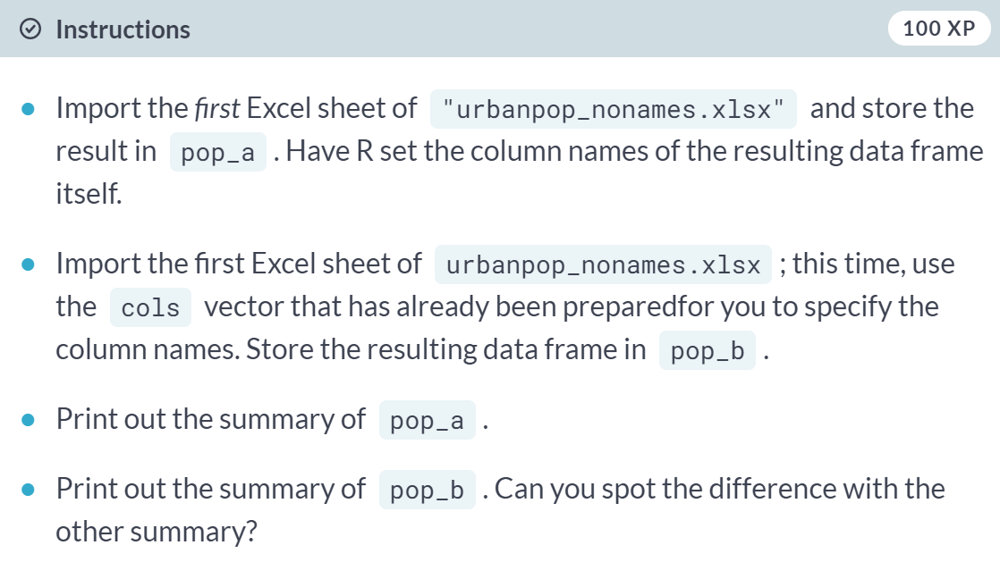 Instructions
100 XP
Import the first Excel sheet of "urbanpop_nonames.xlsx" and store the
result in pop_a . Have R set the column names of the resulting data frame
itself.
Import the first Excel sheet of urbanpop_nonames.xlsx ; this time, use
the cols vector that has already been preparedfor you to specify the
column names. Store the resulting data frame in pop_b .
Print out the summary of pop_a .
Print out the summary of pop_b . Can you spot the difference with the
other summary?